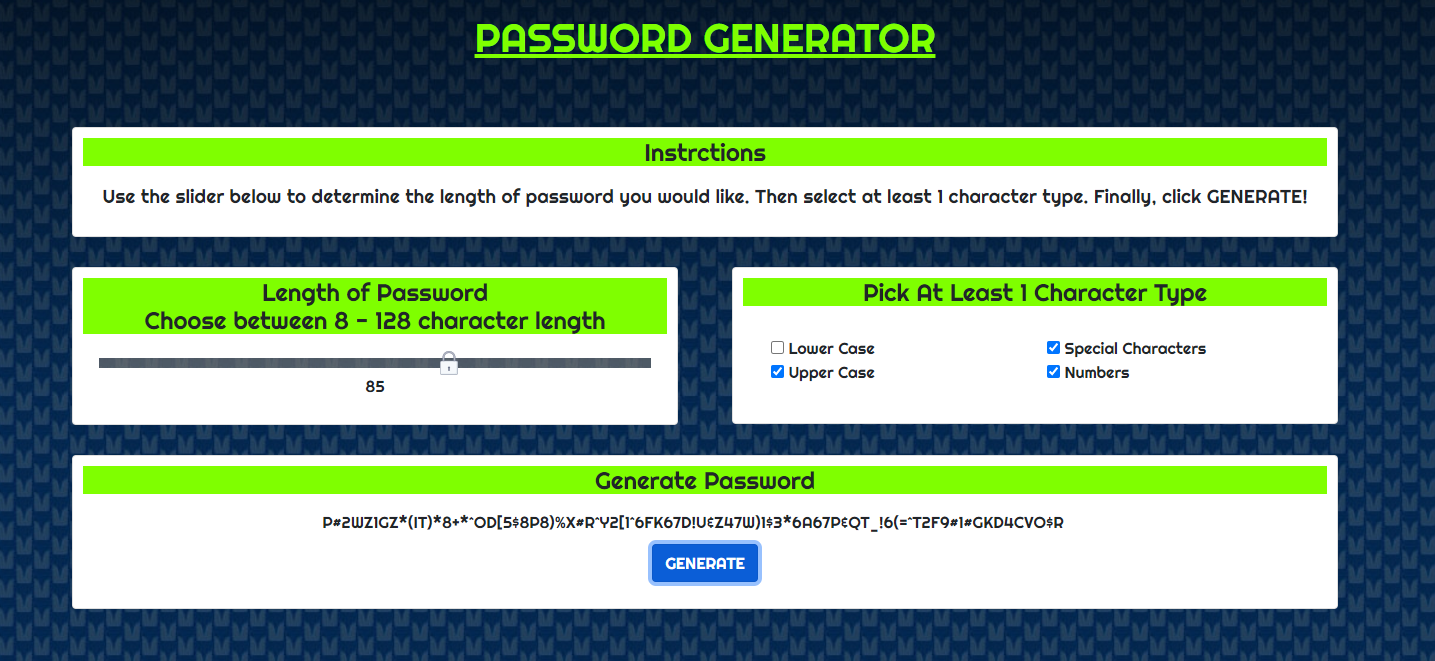 PASSWORD GENERATOR
Instrctions
Use the slider below to determine the length of password you would like. Then select at least 1 character type. Finally, click GENERATE!
Length of Password
Choose between 8 - 128 character length
85
Pick At Least 1 Character Type
Lower Case
Upper Case
Special Characters
Numbers
Generate Password
P#2WZ1GZ*(IT)*8+*^OD[5$8P8)%X#R^Y2[1^6FK67D!U¢Z47W)1$3*6A67P¢QT_!6(=^T2F9#1#GKD4CVO$R
GENERATE